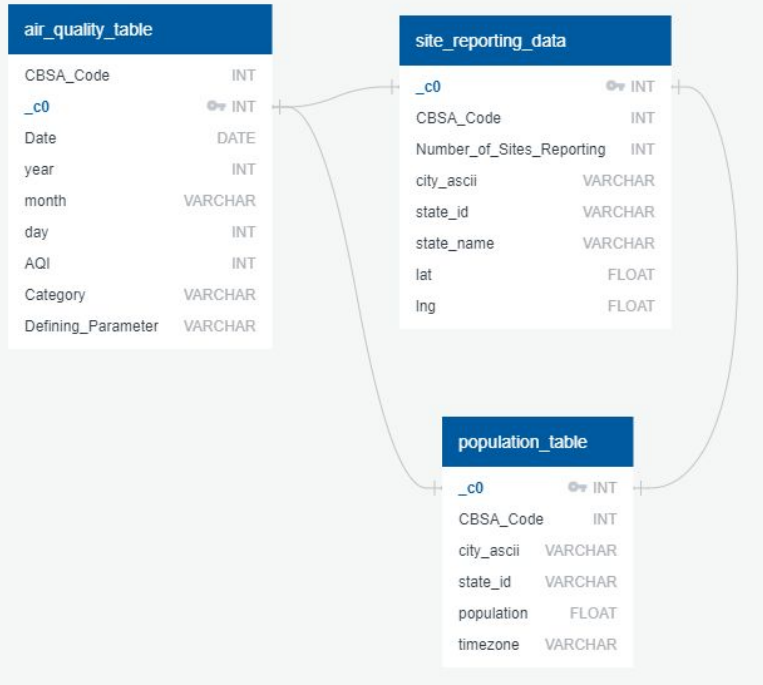 air_quality_table
CBSA_Code INT
_c0 INT
Date DATE
year INT
month VARCHAR
day INT
AQI INT
Category VARCHAR
Defining_Parameter VARCHAR
site_reporting_data
_c0 INT
CBSA_Code INT
Number_of_Sites_Reporting INT
city_ascii VARCHAR
state_id VARCHAR
state_name VARCHAR
lat FLOAT
lng FLOAT
population_table
_c0 INT
CBSA_Code INT
city_ascii VARCHAR
state_id VARCHAR
population FLOAT
timezone VARCHAR